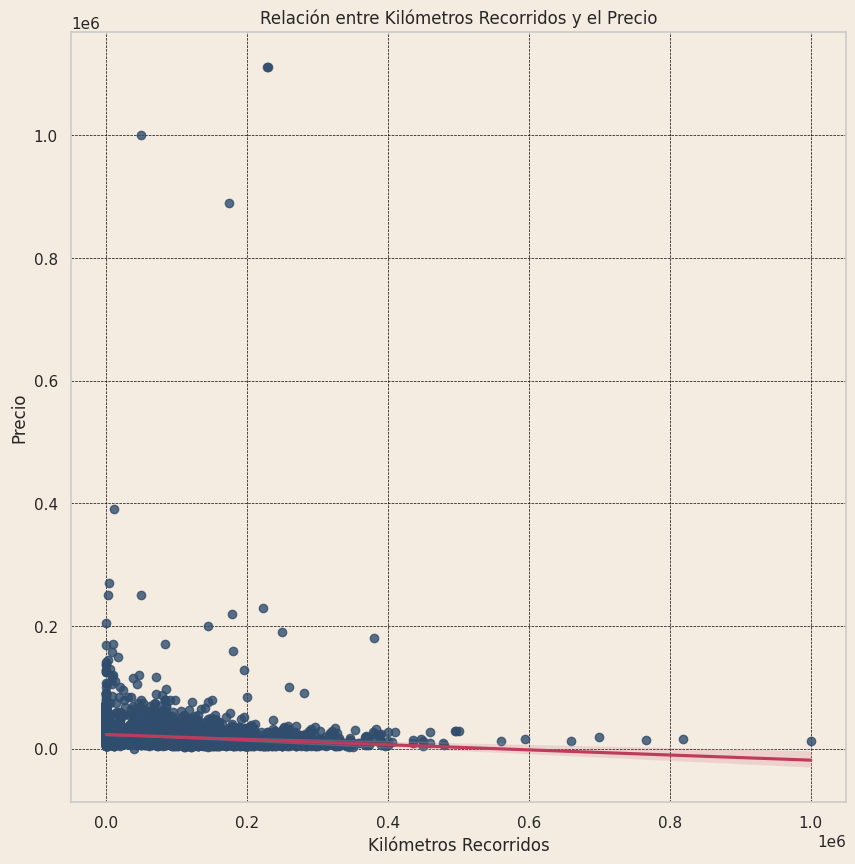 Relación entre Kilómetros Recorridos y el Precio
1e6
1.0
0.8
0.6
0.4
0.2
0.0
Precio
0.0 0.2 0.4 0.6 0.8 1.0
1e6
Kilómetros Recorridos